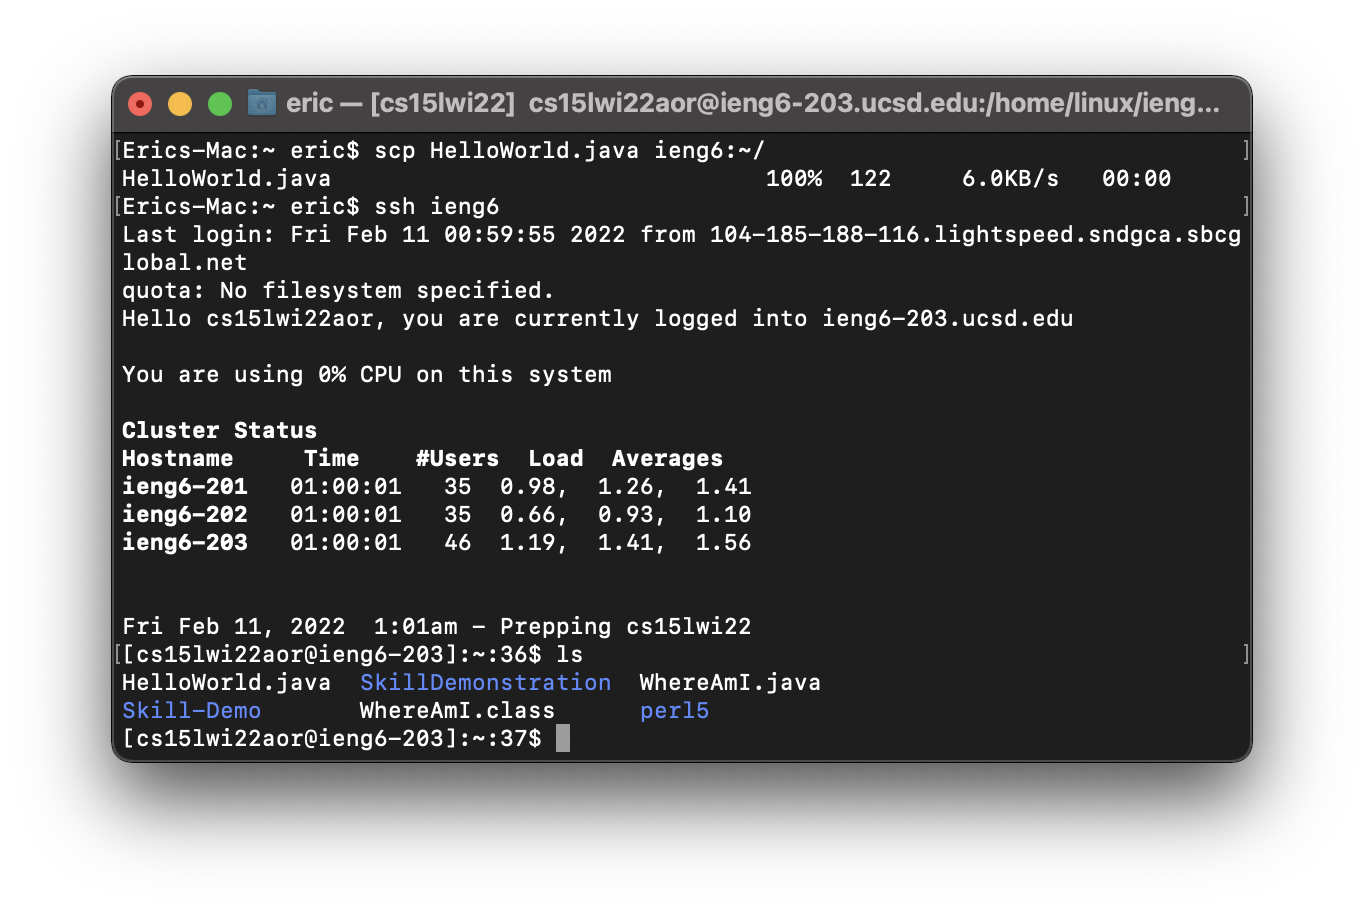 eric — [cs15lwi22] cs15lwi22aor@ieng6-203.ucsd.edu:/home/linux/ieng...
[Erics-Mac:~ eric$ scp HelloWorld.java ieng6:~/ ]
HelloWorld.java 100% 122 6.0KB/s 00:00
[Erics-Mac:~ eric$ ssh ieng6 ]
Last login: Fri Feb 11 00:59:55 2022 from 104-185-188-116.lightspeed.sndgca.sbcg
lobal.net
quota: No filesystem specified.
Hello cs15lwi22aor, you are currently logged into ieng6-203.ucsd.edu
You are using 0% CPU on this system
Cluster Status
Hostname Time #Users Load Averages
ieng6-201 01:00:01 35 0.98, 1.26, 1.41
ieng6-202 01:00:01 35 0.66, 0.93, 1.10
ieng6-203 01:00:01 46 1.19, 1.41, 1.56
Fri Feb 11, 2022 1:01am - Prepping cs15lwi22
[[cs15lwi22aor@ieng6-203]:~:36$ ls ]
HelloWorld.java SkillDemonstration WhereAmI.java
Skill-Demo WhereAmI.class perl5
[cs15lwi22aor@ieng6-203]:~:37$